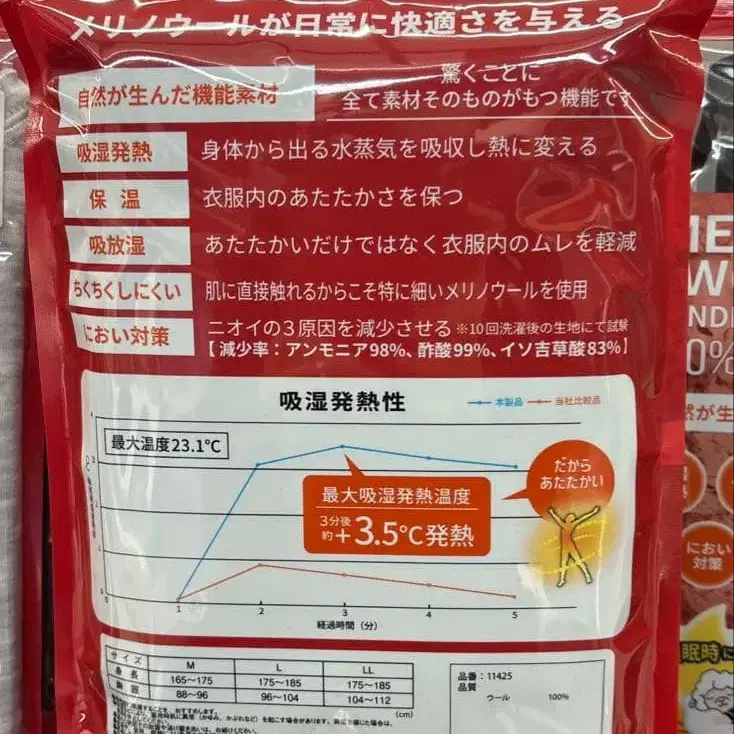 メリノウールが日常に快適さを与える
自然が生んだ機能素材
驚くことに
全て素材そのものがもつ機能です
吸湿発熱 身体から出る水蒸気を吸収し熱に変える
保温 衣服内のあたたかさを保つ
吸放湿 あたたかいだけではなく衣服内のムレを軽減
ちくちくしにくい 肌に直接触れるからこそ特に細いメリノウールを使用
におい対策 ニオイの3原因を減少させる ※10回洗濯後の生地にて試験
【減少率：アンモニア98%、酢酸99%、イソ吉草酸83%】
吸湿発熱性
本製品 当社比較品
最大温度23.1℃
だから
あたたかい
最大吸湿発熱温度
3分後
約+3.5℃発熱
1 2 3 4 5
経過時間（分）
サイズ M L LL
身長 165〜175 175〜185 175〜185
胸囲 88〜96 96〜104 104〜112
(cm)
品番：11425
品質
ウール 100%
におい
対策